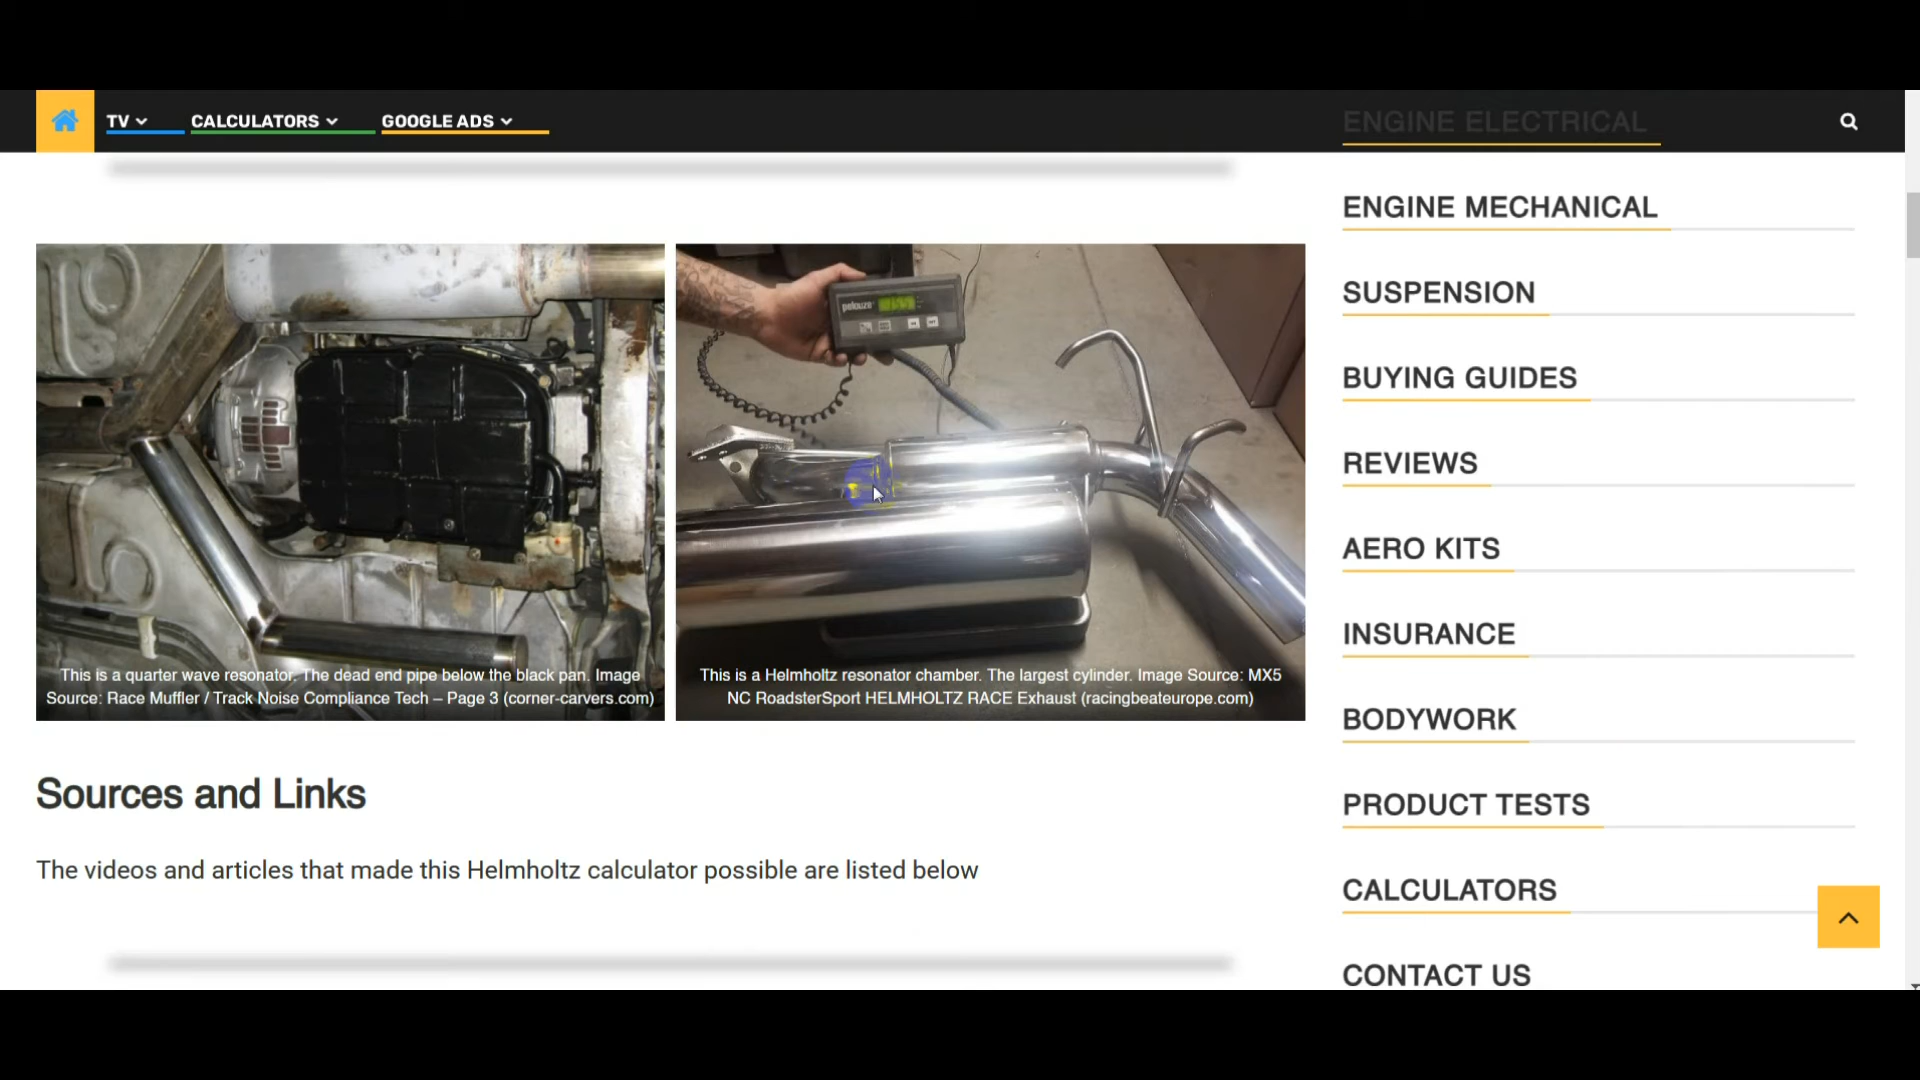 TV
CALCULATORS
GOOGLE ADS
ENGINE ELECTRICAL
ENGINE MECHANICAL
SUSPENSION
BUYING GUIDES
REVIEWS
AERO KITS
INSURANCE
BODYWORK
PRODUCT TESTS
CALCULATORS
CONTACT US
pelouze
This is a quarter wave resonator. The dead end pipe below the black pan. Image
Source: Race Muffler / Track Noise Compliance Tech – Page 3 (corner-carvers.com)
This is a Helmholtz resonator chamber. The largest cylinder. Image Source: MX5
NC RoadsterSport HELMHOLTZ RACE Exhaust (racingbeateurope.com)
Sources and Links
The videos and articles that made this Helmholtz calculator possible are listed below